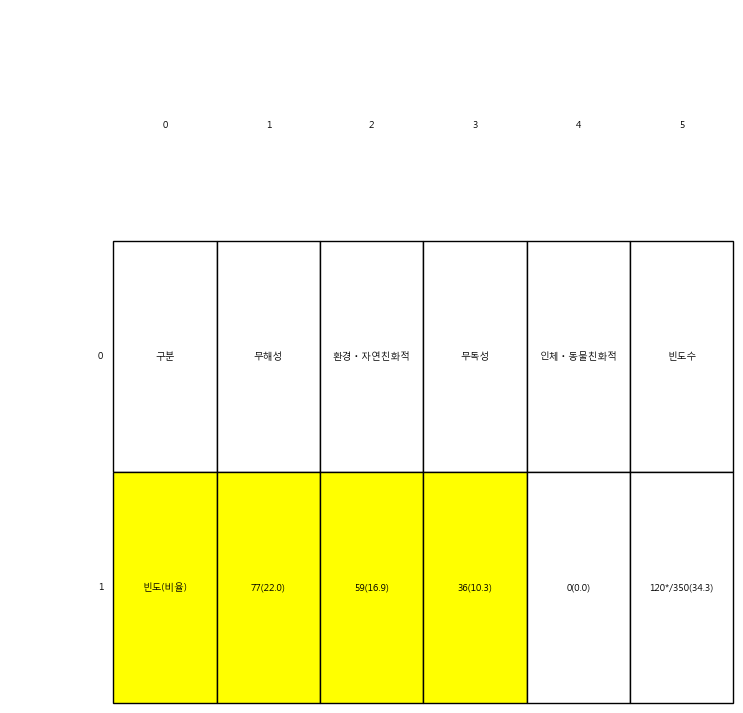 0 1 2 3 4 5
0 구분 무해성 환경·자연친화적 무독성 인체·동물친화적 빈도수
1 빈도(비율) 77(22.0) 59(16.9) 36(10.3) 0(0.0) 120*/350(34.3)